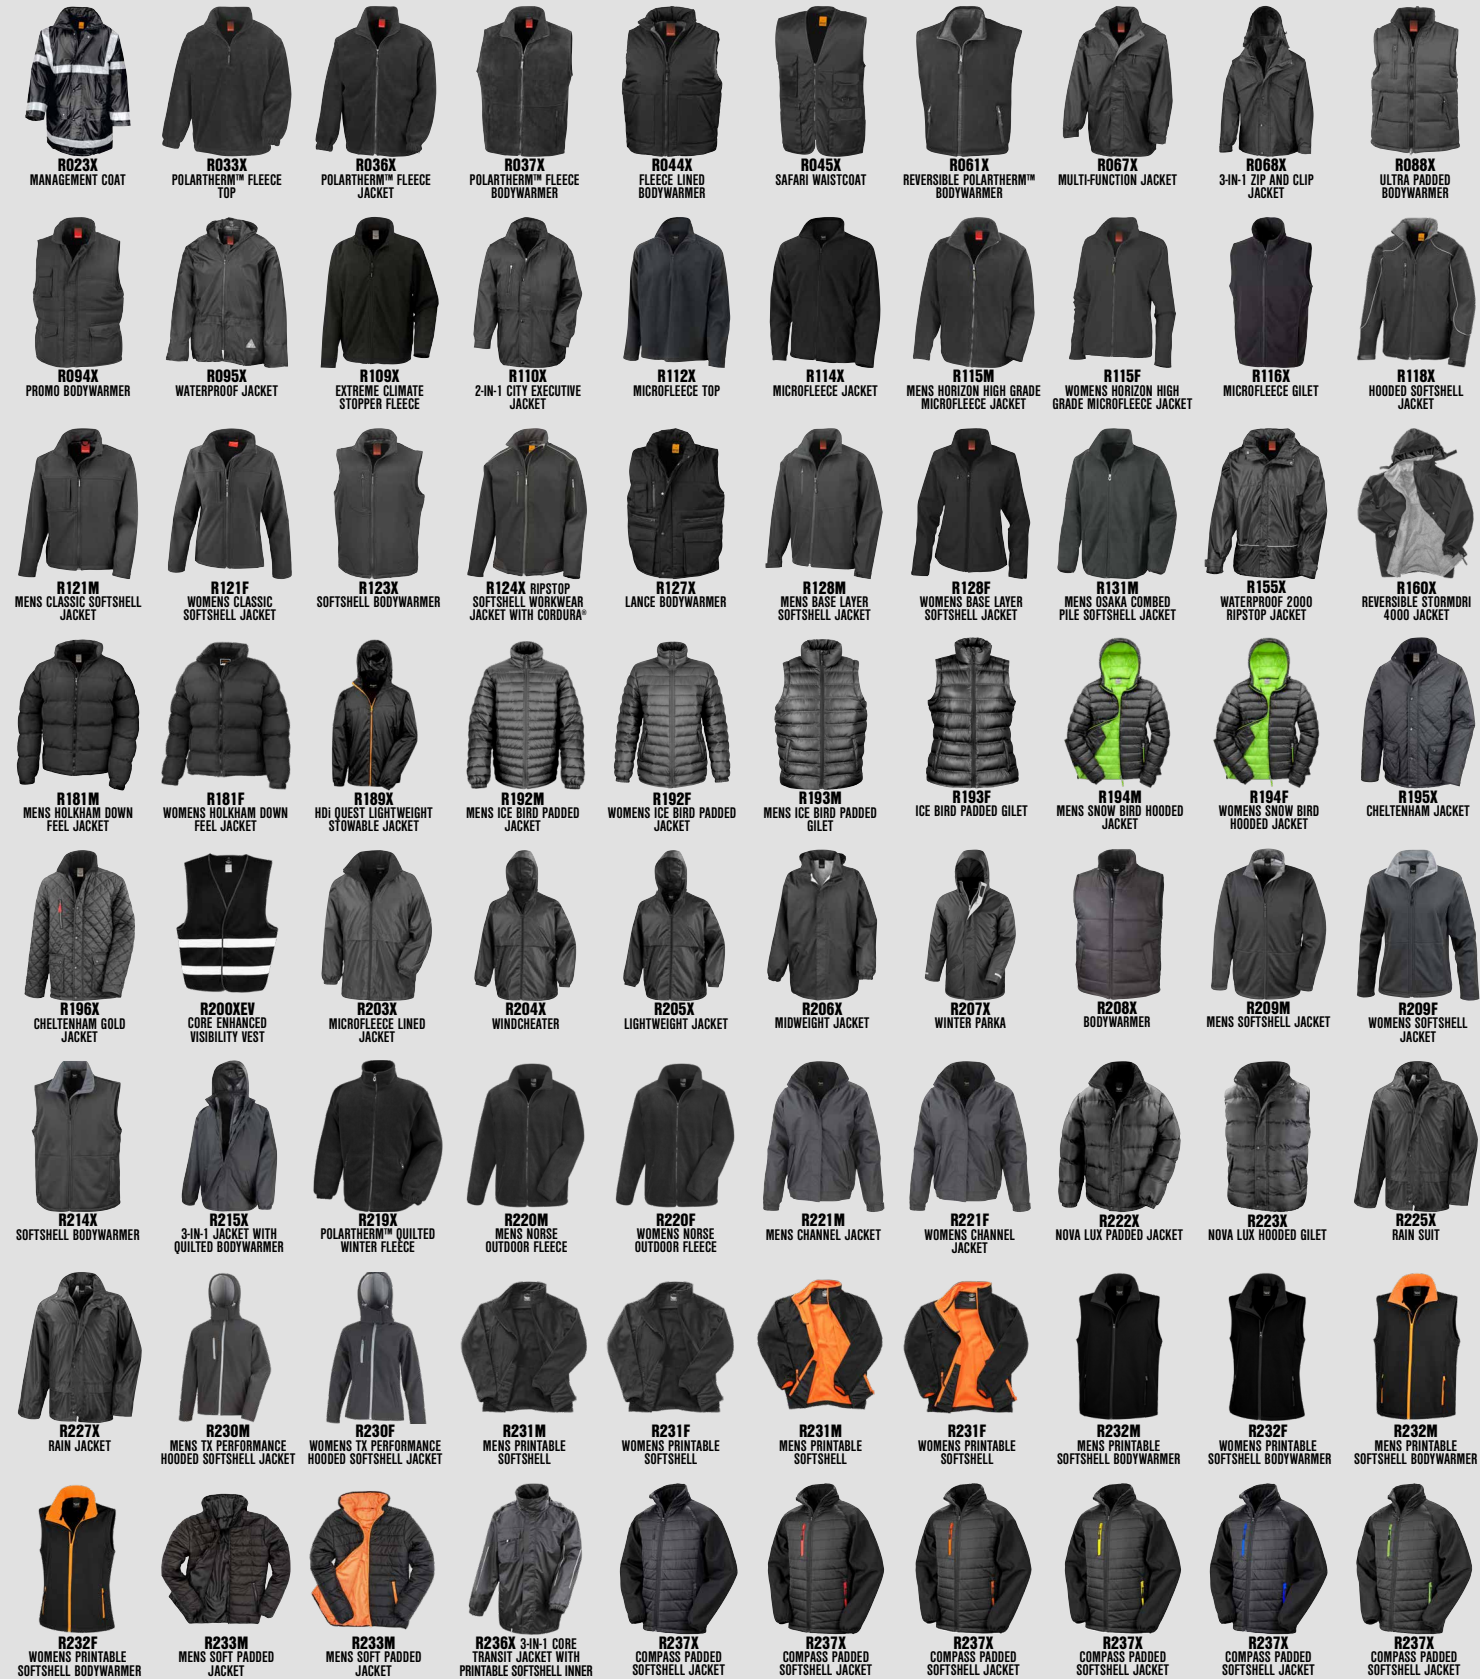 R023X
MANAGEMENT COAT
R033X
POLARTHERM™ FLEECE
TOP
R036X
POLARTHERM™ FLEECE
JACKET
R037X
POLARTHERM™ FLEECE
BODYWARMER
R044X
FLEECE LINED
BODYWARMER
R045X
SAFARI WAISTCOAT
R061X
REVERSIBLE POLARTHERM™
BODYWARMER
R067X
MULTI-FUNCTION JACKET
R068X
3-IN-1 ZIP AND CLIP
JACKET
R088X
ULTRA PADDED
BODYWARMER
R094X
PROMO BODYWARMER
R095X
WATERPROOF JACKET
R109X
EXTREME CLIMATE
STOPPER FLEECE
R110X
2-IN-1 CITY EXECUTIVE
JACKET
R112X
MICROFLEECE TOP
R114X
MICROFLEECE JACKET
R115M
MENS HORIZON HIGH GRADE
MICROFLEECE JACKET
R115F
WOMENS HORIZON HIGH
GRADE MICROFLEECE JACKET
R116X
MICROFLEECE GILET
R118X
HOODED SOFTSHELL
JACKET
R121M
MENS CLASSIC SOFTSHELL
JACKET
R121F
WOMENS CLASSIC
SOFTSHELL JACKET
R123X
SOFTSHELL BODYWARMER
R124X RIPSTOP
SOFTSHELL WORKWEAR
JACKET WITH CORDURA®
R127X
LANCE BODYWARMER
R128M
MENS BASE LAYER
SOFTSHELL JACKET
R128F
WOMENS BASE LAYER
SOFTSHELL JACKET
R131M
MENS OSAKA COMBED
PILE SOFTSHELL JACKET
R155X
WATERPROOF 2000
RIPSTOP JACKET
R160X
REVERSIBLE STORMDRI
4000 JACKET
R181M
MENS HOLKHAM DOWN
FEEL JACKET
R181F
WOMENS HOLKHAM DOWN
FEEL JACKET
R189X
HDi QUEST LIGHTWEIGHT
STOWABLE JACKET
R192M
MENS ICE BIRD PADDED
JACKET
R192F
WOMENS ICE BIRD PADDED
JACKET
R193M
MENS ICE BIRD PADDED
GILET
R193F
ICE BIRD PADDED GILET
R194M
MENS SNOW BIRD HOODED
JACKET
R194F
WOMENS SNOW BIRD
HOODED JACKET
R195X
CHELTENHAM JACKET
R196X
CHELTENHAM GOLD
JACKET
R200XEV
CORE ENHANCED
VISIBILITY VEST
R203X
MICROFLEECE LINED
JACKET
R204X
WINDCHEATER
R205X
LIGHTWEIGHT JACKET
R206X
MIDWEIGHT JACKET
R207X
WINTER PARKA
R208X
BODYWARMER
R209M
MENS SOFTSHELL JACKET
R209F
WOMENS SOFTSHELL
JACKET
R214X
SOFTSHELL BODYWARMER
R215X
3-IN-1 JACKET WITH
QUILTED BODYWARMER
R219X
POLARTHERM™ QUILTED
WINTER FLEECE
R220M
MENS NORSE
OUTDOOR FLEECE
R220F
WOMENS NORSE
OUTDOOR FLEECE
R221M
MENS CHANNEL JACKET
R221F
WOMENS CHANNEL
JACKET
R222X
NOVA LUX PADDED JACKET
R223X
NOVA LUX HOODED GILET
R225X
RAIN SUIT
R227X
RAIN JACKET
R230M
MENS TX PERFORMANCE
HOODED SOFTSHELL JACKET
R230F
WOMENS TX PERFORMANCE
HOODED SOFTSHELL JACKET
R231M
MENS PRINTABLE
SOFTSHELL
R231F
WOMENS PRINTABLE
SOFTSHELL
R231M
MENS PRINTABLE
SOFTSHELL
R231F
WOMENS PRINTABLE
SOFTSHELL
R232M
MENS PRINTABLE
SOFTSHELL BODYWARMER
R232F
WOMENS PRINTABLE
SOFTSHELL BODYWARMER
R232M
MENS PRINTABLE
SOFTSHELL BODYWARMER
R232F
WOMENS PRINTABLE
SOFTSHELL BODYWARMER
R233M
MENS SOFT PADDED
JACKET
R233M
MENS SOFT PADDED
JACKET
R236X 3-IN-1 CORE
TRANSIT JACKET WITH
PRINTABLE SOFTSHELL INNER
R237X
COMPASS PADDED
SOFTSHELL JACKET
R237X
COMPASS PADDED
SOFTSHELL JACKET
R237X
COMPASS PADDED
SOFTSHELL JACKET
R237X
COMPASS PADDED
SOFTSHELL JACKET
R237X
COMPASS PADDED
SOFTSHELL JACKET
R237X
COMPASS PADDED
SOFTSHELL JACKET